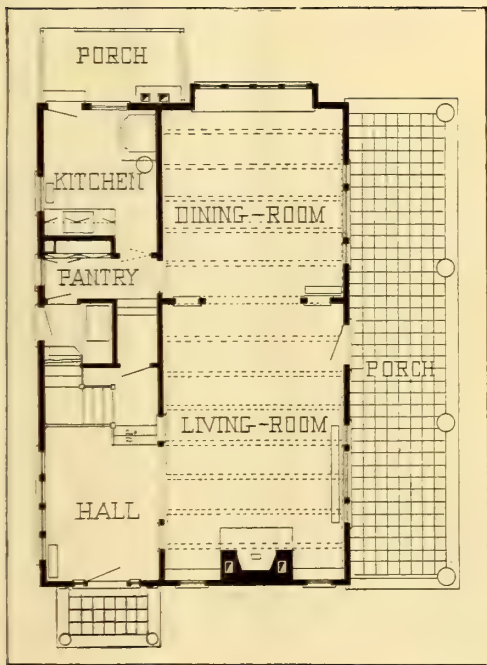 PORCH
KITCHEN
DINING-ROOM
PANTRY
PORCH
LIVING-ROOM
HALL